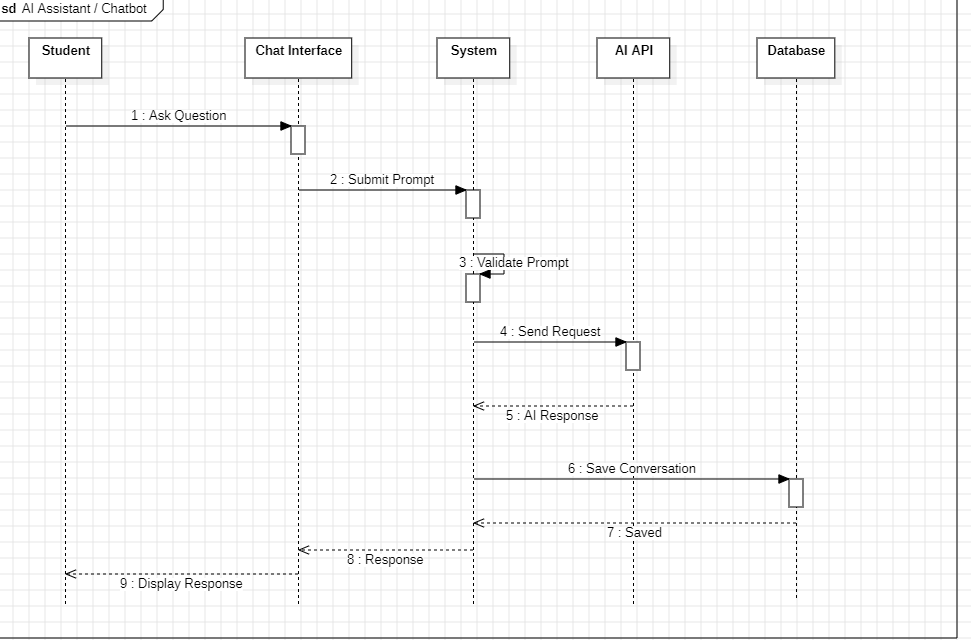 sd AI Assistant / Chatbot
Student
Chat Interface
System
AI API
Database
1 : Ask Question
2 : Submit Prompt
3 : Validate Prompt
4 : Send Request
5 : AI Response
6 : Save Conversation
7 : Saved
8 : Response
9 : Display Response